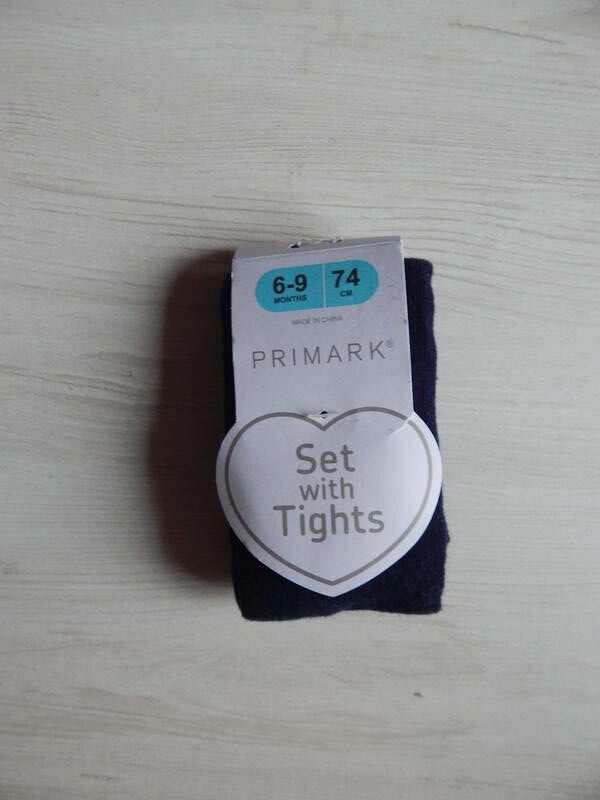 6-9 74
MONTHS CM
MADE IN CHINA
PRIMARK®
Set
with
Tights